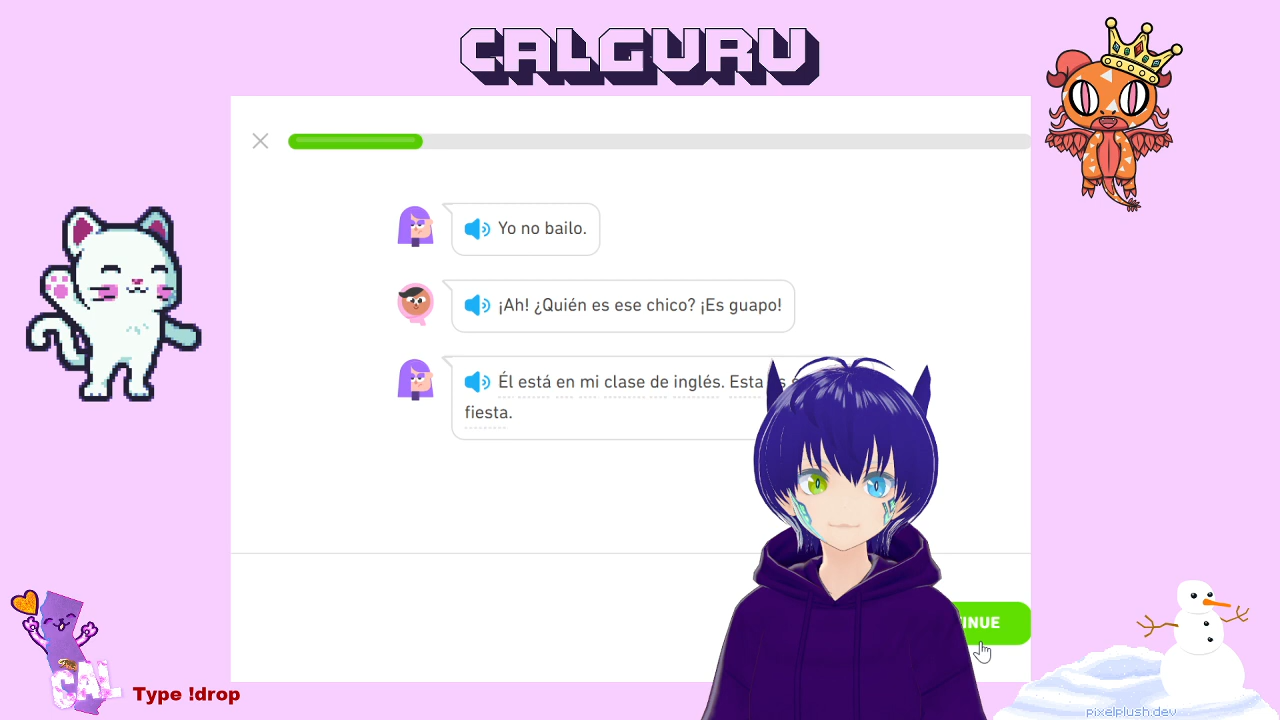 CALGURU
Yo no bailo.
¡Ah! ¿Quién es ese chico? ¡Es guapo!
Él está en mi clase de inglés. Esta
fiesta.
CAL
Type !drop
pixelplush.dev